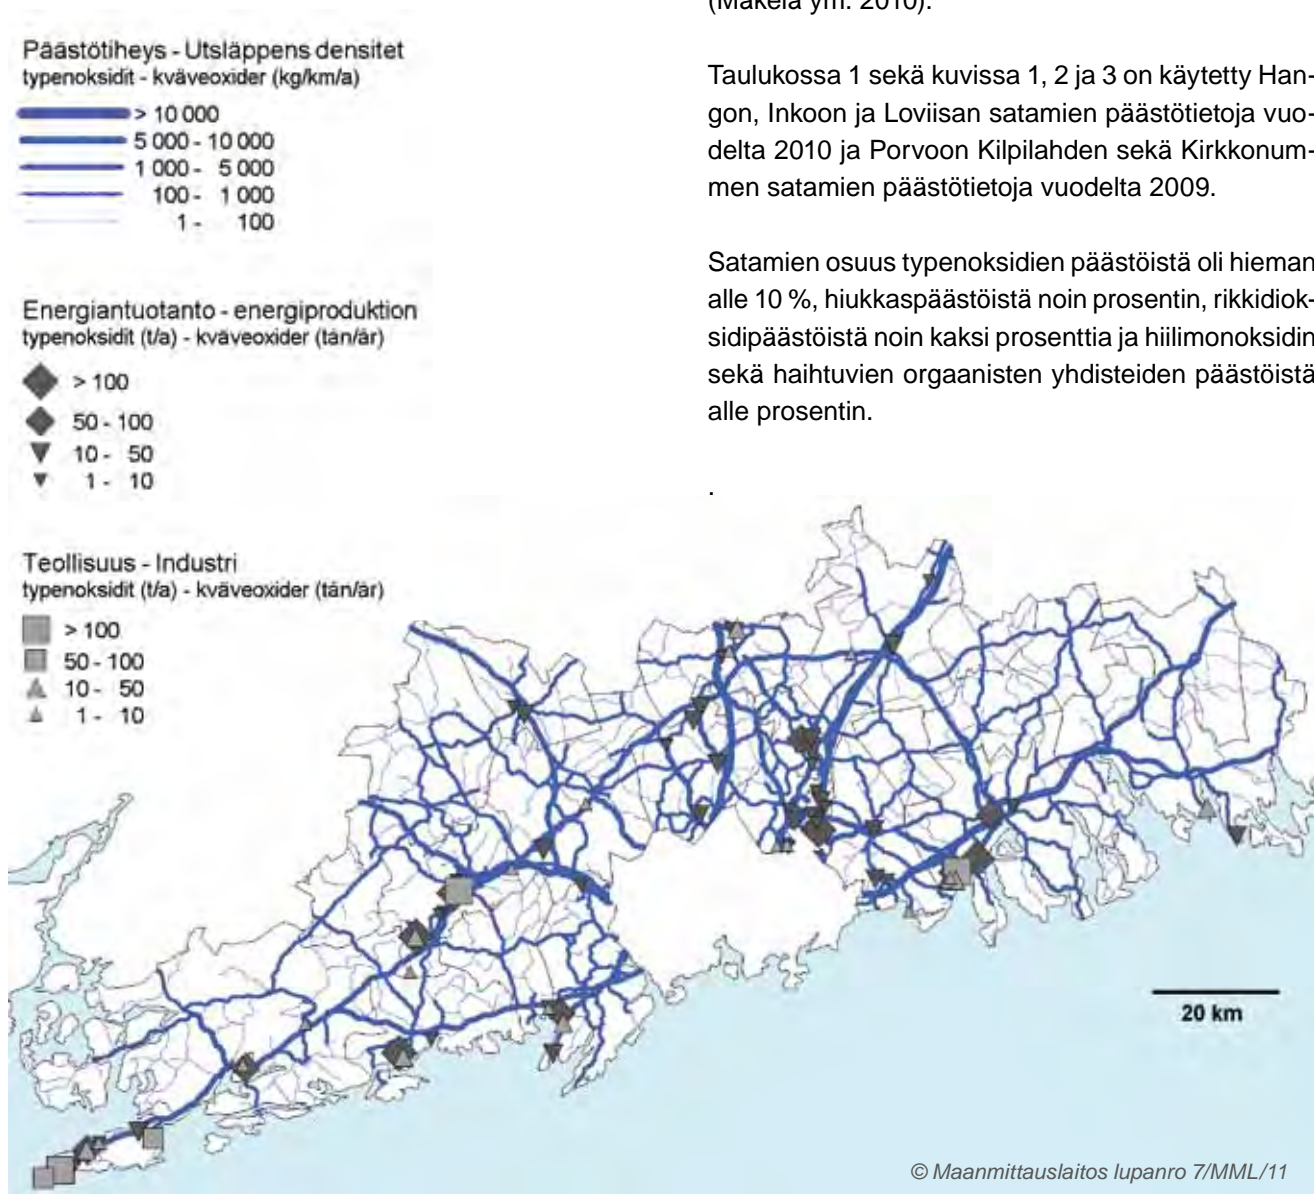 (Mäkelä ym. 2010).
Taulukossa 1 sekä kuvissa 1, 2 ja 3 on käytetty Han-
gon, Inkoon ja Loviisan satamien päästötietoja vuo-
delta 2010 ja Porvoon Kilpilahden sekä Kirkkonum-
men satamien päästötietoja vuodelta 2009.
Satamien osuus typenoksidien päästöistä oli hieman
alle 10 %, hiukkaspäästöistä noin prosentin, rikkidiok-
sidipäästöistä noin kaksi prosenttia ja hiilimonoksidin
sekä haihtuvien orgaanisten yhdisteiden päästöistä
alle prosentin.
.
Päästötiheys - Utsläppens densitet
typenoksidit - kväveoxider (kg/km/a)
> 10 000
5 000 - 10 000
1 000 - 5 000
100 - 1 000
1 - 100
Energiantuotanto - energiproduktion
typenoksidit (t/a) - kväveoxider (tán/ár)
> 100
50 - 100
10 - 50
1 - 10
Teollisuus - Industri
typenoksidit (t/a) - kväveoxider (tán/ár)
> 100
50 - 100
10 - 50
1 - 10
20 km
© Maanmittauslaitos lupanro 7/MML/11